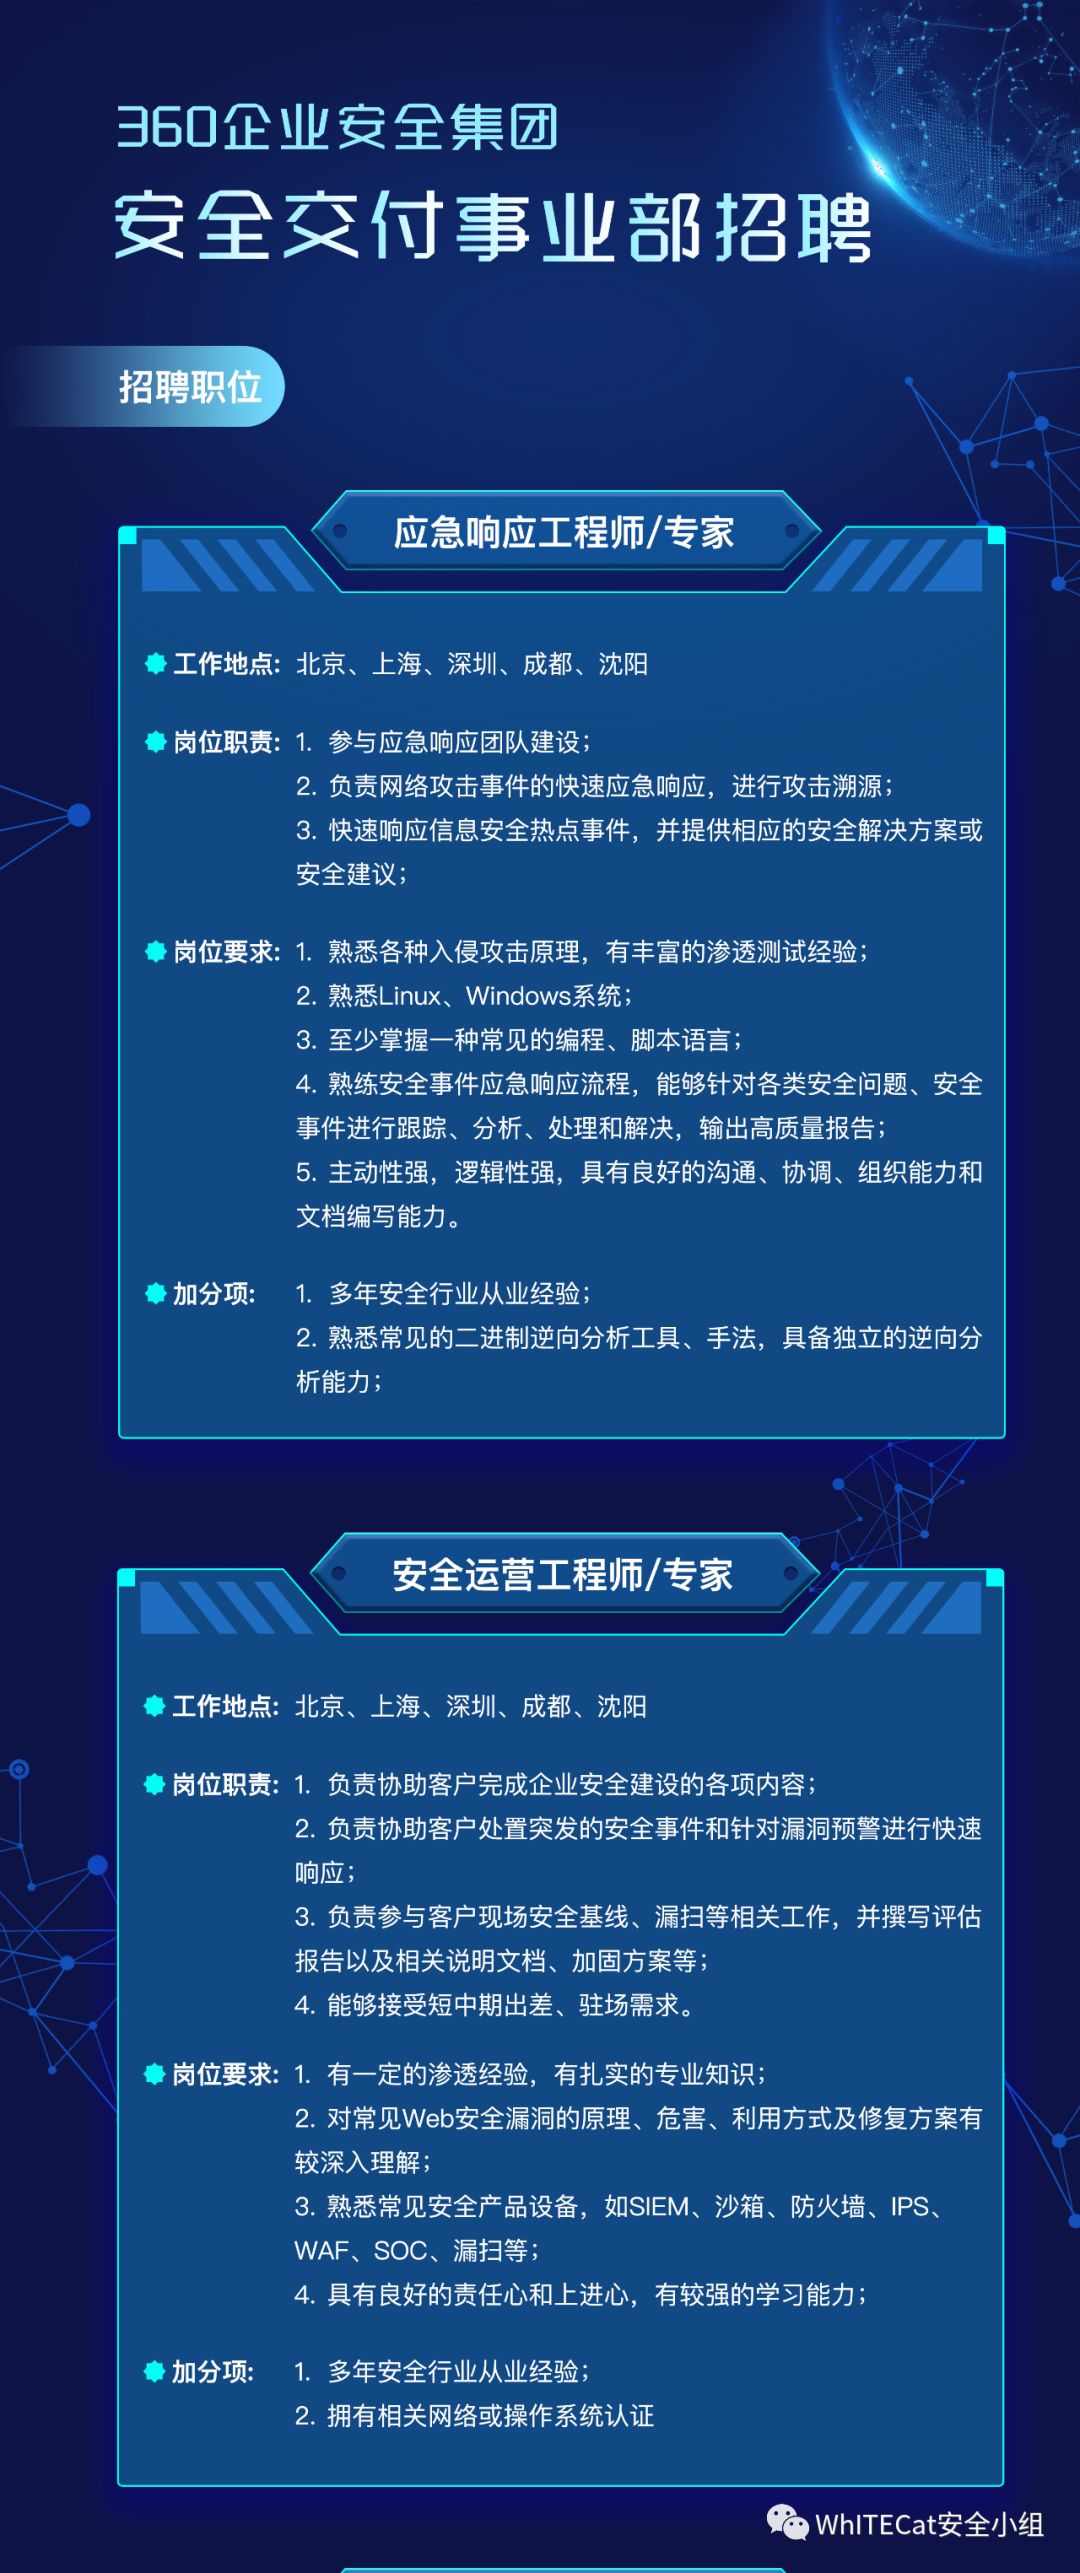 360企业安全集团
安全交付事业部招聘
招聘职位
应急响应工程师/专家
工作地点: 北京、上海、深圳、成都、沈阳
岗位职责: 1. 参与应急响应团队建设；
2. 负责网络攻击事件的快速应急响应，进行攻击溯源；
3. 快速响应信息安全热点事件，并提供相应的安全解决方案或
安全建议；
岗位要求: 1. 熟悉各种入侵攻击原理，有丰富的渗透测试经验；
2. 熟悉Linux、Windows系统；
3. 至少掌握一种常见的编程、脚本语言；
4. 熟练安全事件应急响应流程，能够针对各类安全问题、安全
事件进行跟踪、分析、处理和解决，输出高质量报告；
5. 主动性强，逻辑性强，具有良好的沟通、协调、组织能力和
文档编写能力。
加分项: 1. 多年安全行业从业经验；
2. 熟悉常见的二进制逆向分析工具、手法，具备独立的逆向分
析能力；
安全运营工程师/专家
工作地点: 北京、上海、深圳、成都、沈阳
岗位职责: 1. 负责协助客户完成企业安全建设的各项内容；
2. 负责协助客户处置突发的安全事件和针对漏洞预警进行快速
响应；
3. 负责参与客户现场安全基线、漏扫等相关工作，并撰写评估
报告以及相关说明文档、加固方案等；
4. 能够接受短中期出差、驻场需求。
岗位要求: 1. 有一定的渗透经验，有扎实的专业知识；
2. 对常见Web安全漏洞的原理、危害、利用方式及修复方案有
较深入理解；
3. 熟悉常见安全产品设备，如SIEM、沙箱、防火墙、IPS、
WAF、SOC、漏扫等；
4. 具有良好的责任心和上进心，有较强的学习能力；
加分项: 1. 多年安全行业从业经验；
2. 拥有相关网络或操作系统认证
WhITECat安全小组